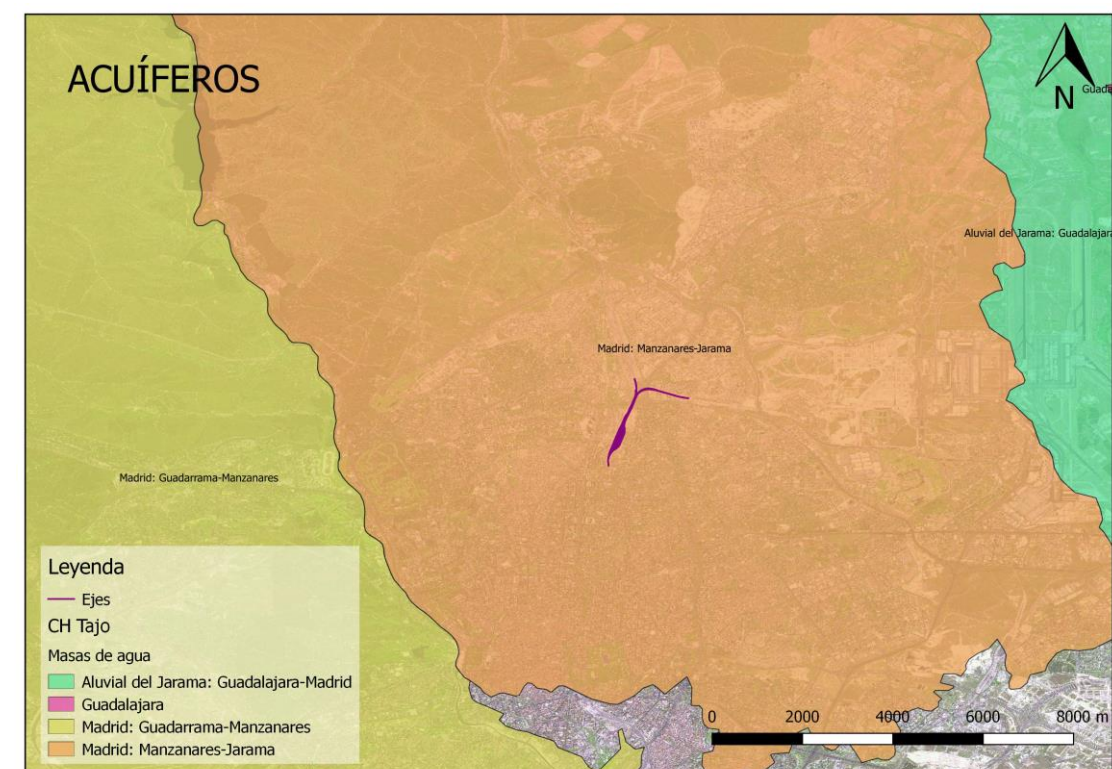 ACUÍFEROS
N
Aluvial del Jarama: Guadalajara
Madrid: Manzanares-Jarama
Madrid: Guadarrama-Manzanares
Leyenda
Ejes
CH Tajo
Masas de agua
Aluvial del Jarama: Guadalajara-Madrid
Guadalajara
Madrid: Guadarrama-Manzanares
Madrid: Manzanares-Jarama
0 2000 4000 6000 8000 m